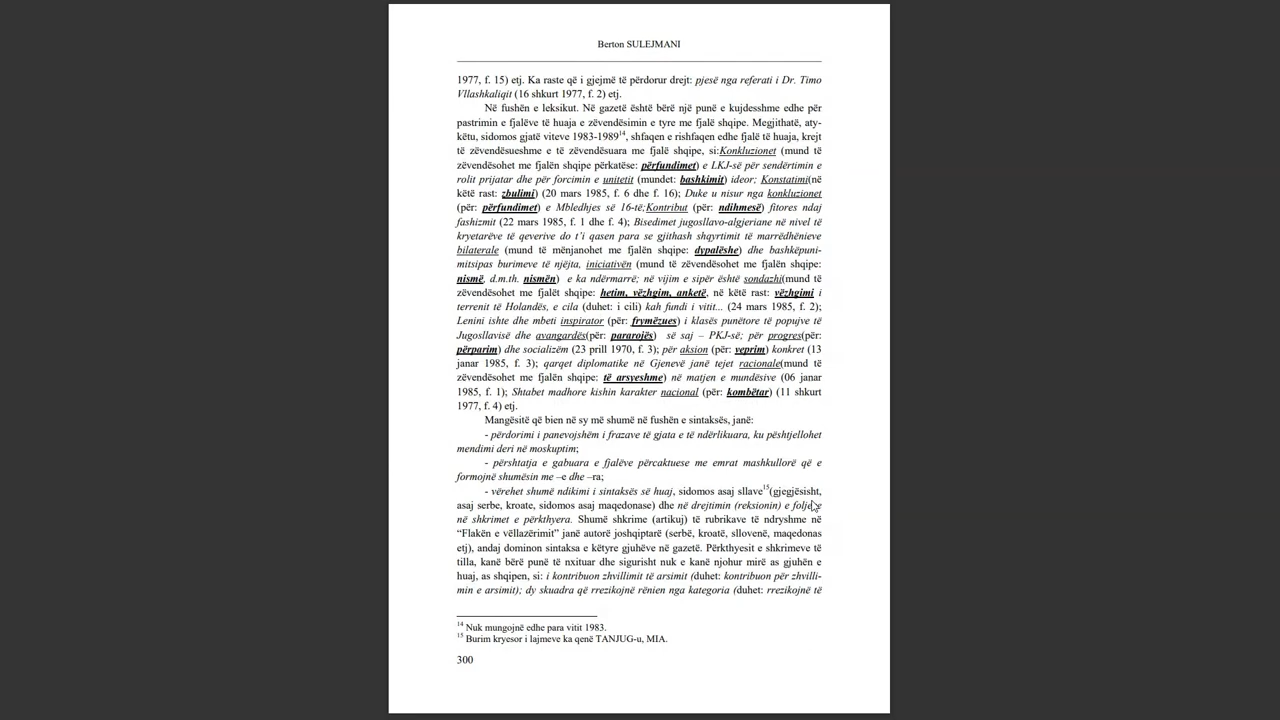 Berton SULEJMANI
1977, f. 15) etj. Ka raste që i gjejmë të përdorur drejt: pjesë nga referati i Dr. Timo
Vllashkaliqit (16 shkurt 1977, f. 2) etj.
Në fushën e leksikut. Në gazetë është bërë një punë e kujdesshme edhe për
pastrimin e fjalëve të huaja e zëvendësimin e tyre me fjalë shqipe. Megjithatë, aty-
këtu, sidomos gjatë viteve 1983-198914, shfaqen e rishfaqen edhe fjalë të huaja, krejt
të zëvendësueshme e të zëvendësuara me fjalë shqipe, si:Konkluzionet (mund të
zëvendësohet me fjalën shqipe përkatëse: përfundimet) e LKJ-së për sendërtimin e
rolit prijatar dhe për forcimin e unitetit (mundet: bashkimit) ideor; Konstatimi(në
këtë rast: zbulimi) (20 mars 1985, f. 6 dhe f. 16); Duke u nisur nga konkluzionet
(për: përfundimet) e Mbledhjes së 16-të;Kontribut (për: ndihmesë) fitores ndaj
fashizmit (22 mars 1985, f. 1 dhe f. 4); Bisedimet jugosllavo-algjeriane në nivel të
kryetarëve të qeverive do t'i qasen para se gjithash shqyrtimit të marrëdhënieve
bilaterale (mund të mënjanohet me fjalën shqipe: dypalëshe) dhe bashkëpuni-
mitsipas burimeve të njëjta, iniciativën (mund të zëvendësohet me fjalën shqipe:
nismë, d.m.th. nismën) e ka ndërmarrë; në vijim e sipër është sondazhi(mund të
zëvendësohet me fjalët shqipe: hetim, vëzhgim, anketë, në këtë rast: vëzhgimi i
terrenit të Holandës, e cila (duhet: i cili) kah fundi i vitit... (24 mars 1985, f. 2);
Lenini ishte dhe mbeti inspirator (për: frymëzues) i klasës punëtore të popujve të
Jugosllavisë dhe avangardës(për: pararojës) së saj – PKJ-së; për progres(për:
përparim) dhe socializëm (23 prill 1970, f. 3); për aksion (për: veprim) konkret (13
janar 1985, f. 3); qarqet diplomatike në Gjenevë janë tejet racionale(mund të
zëvendësohet me fjalën shqipe: të arsyeshme) në matjen e mundësive (06 janar
1985, f. 1); Shtabet madhore kishin karakter nacional (për: kombëtar) (11 shkurt
1977, f. 4) etj.
Mangësitë që bien në sy më shumë në fushën e sintaksës, janë:
- përdorimi i panevojshëm i frazave të gjata e të ndërlikuara, ku pështjellohet
mendimi deri në moskuptim;
- përshtatja e gabuara e fjalëve përcaktuese me emrat mashkullorë që e
formojnë shumësin me –e dhe –ra;
- vërehet shumë ndikimi i sintaksës së huaj, sidomos asaj sllave15(gjegjësisht,
asaj serbe, kroate, sidomos asaj maqedonase) dhe në drejtimin (reksionin) e foljeve
në shkrimet e përkthyera. Shumë shkrime (artikuj) të rubrikave të ndryshme në
“Flakën e vëllazërimit” janë autorë joshqiptarë (serbë, kroatë, sllovenë, maqedonas
etj), andaj dominon sintaksa e këtyre gjuhëve në gazetë. Përkthyesit e shkrimeve të
tilla, kanë bërë punë të nxituar dhe sigurisht nuk e kanë njohur mirë as gjuhën e
huaj, as shqipen, si: i kontribuon zhvillimit të arsimit (duhet: kontribuon për zhvilli-
min e arsimit); dy skuadra që rrezikojnë rënien nga kategoria (duhet: rrezikojnë të
14 Nuk mungojnë edhe para vitit 1983.
15 Burim kryesor i lajmeve ka qenë TANJUG-u, MIA.
300